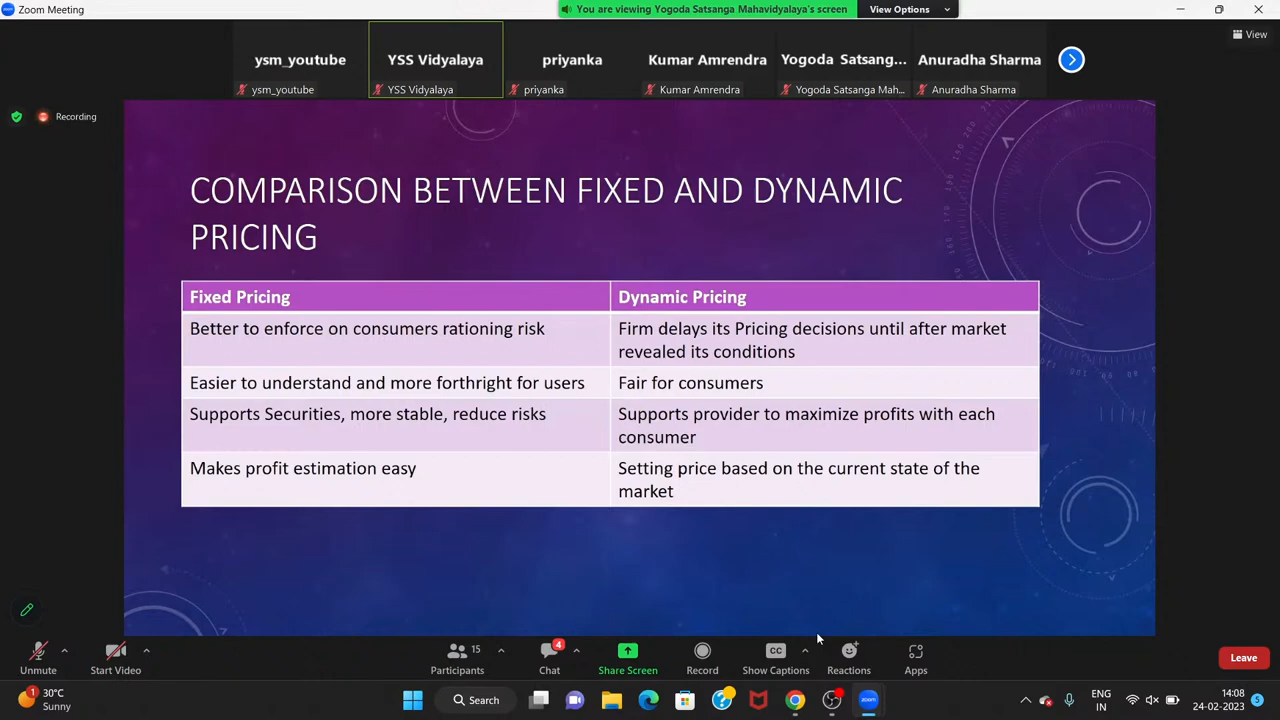 Zoom Meeting
You are viewing Yogoda Satsanga Mahavidyalaya's screen
View Options
View
ysm_youtube
YSS Vidyalaya
priyanka
Kumar Amrendra
Yogoda Satsang...
Anuradha Sharma
ysm_youtube
YSS Vidyalaya
priyanka
Kumar Amrendra
Yogoda Satsanga Mah...
Anuradha Sharma
Recording
COMPARISON BETWEEN FIXED AND DYNAMIC
PRICING
Fixed Pricing
Dynamic Pricing
Better to enforce on consumers rationing risk
Firm delays its Pricing decisions until after market
revealed its conditions
Easier to understand and more forthright for users
Fair for consumers
Supports Securities, more stable, reduce risks
Supports provider to maximize profits with each
consumer
Makes profit estimation easy
Setting price based on the current state of the
market
Unmute
Start Video
15
Participants
4
Chat
Share Screen
Record
CC
Show Captions
Reactions
Apps
Leave
1
30°C
Sunny
Search
zoom
ENG
IN
14:08
24-02-2023
5